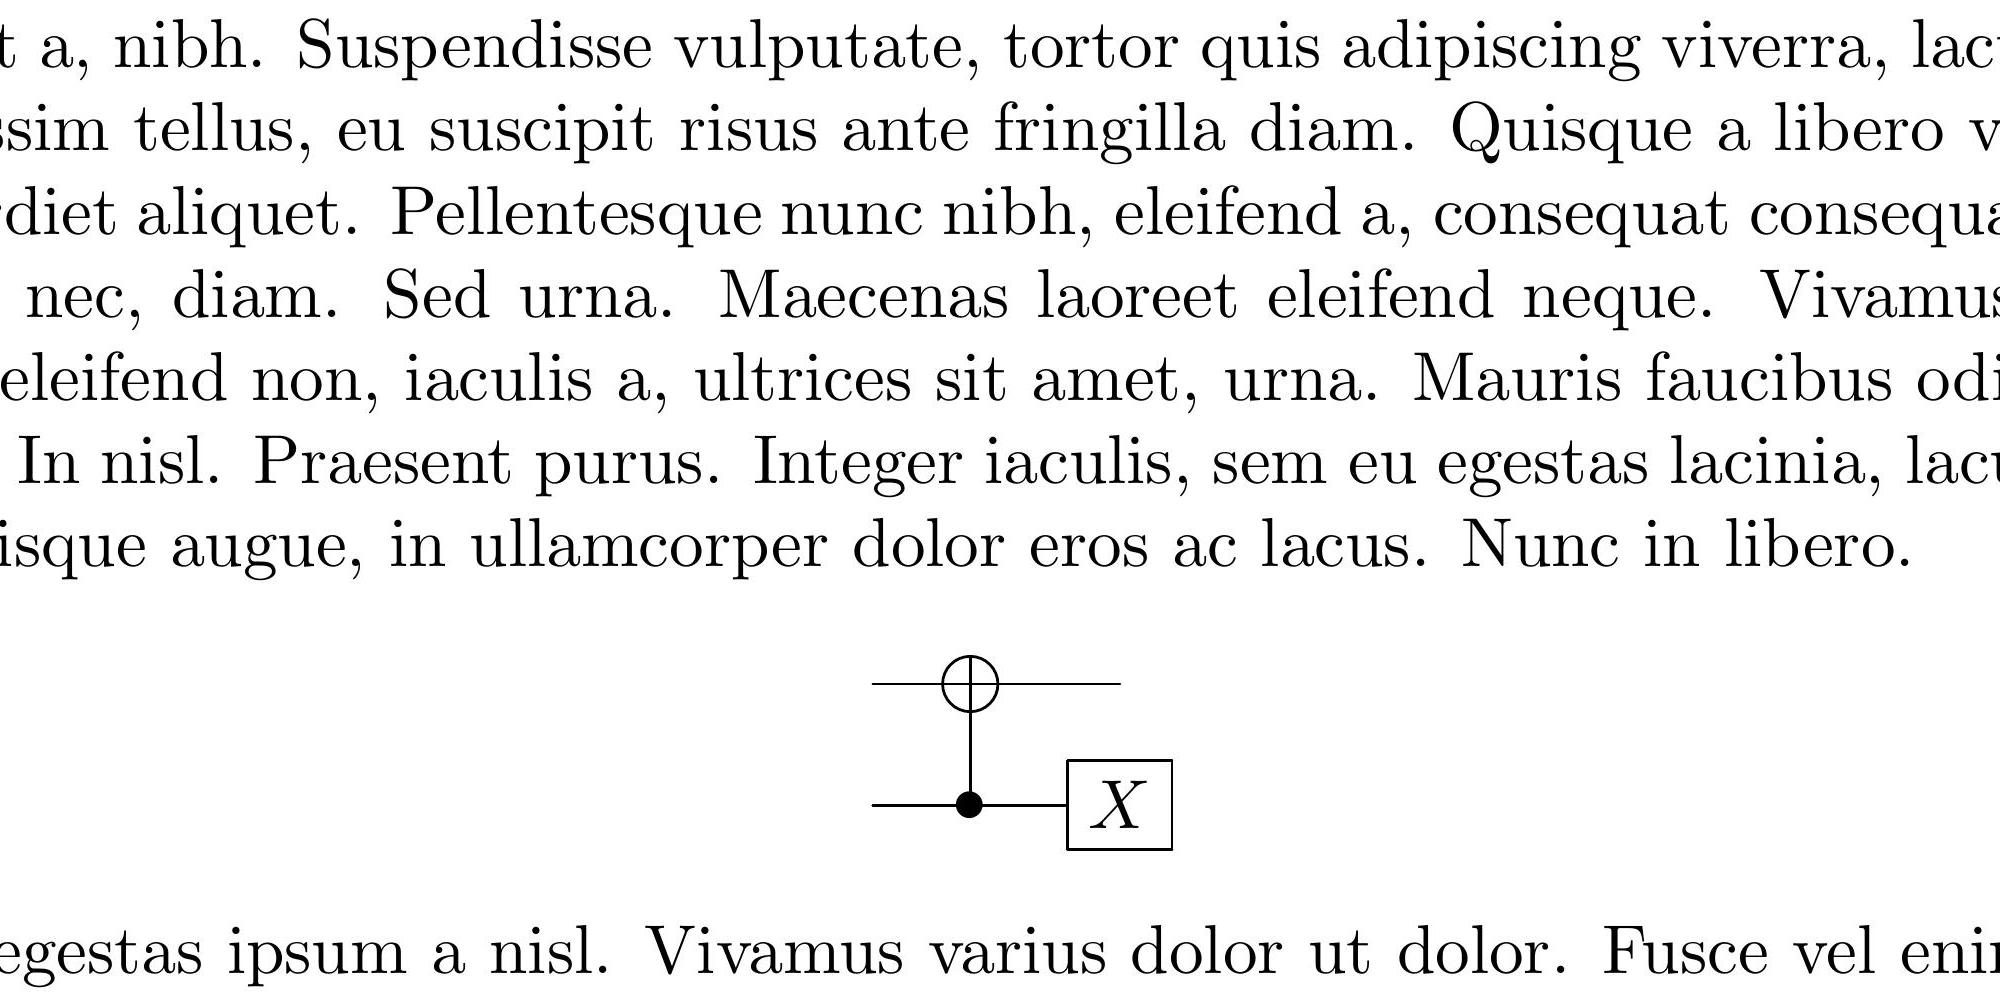 t a, nibh. Suspendisse vulputate, tortor quis adipiscing viverra, lac
ssim tellus, eu suscipit risus ante fringilla diam. Quisque a libero v
rdiet aliquet. Pellentesque nunc nibh, eleifend a, consequat consequa
nec, diam. Sed urna. Maecenas laoreet eleifend neque. Vivamus
eleifend non, iaculis a, ultrices sit amet, urna. Mauris faucibus odi
In nisl. Praesent purus. Integer iaculis, sem eu egestas lacinia, lacu
isque augue, in ullamcorper dolor eros ac lacus. Nunc in libero.
X
egestas ipsum a nisl. Vivamus varius dolor ut dolor. Fusce vel enim